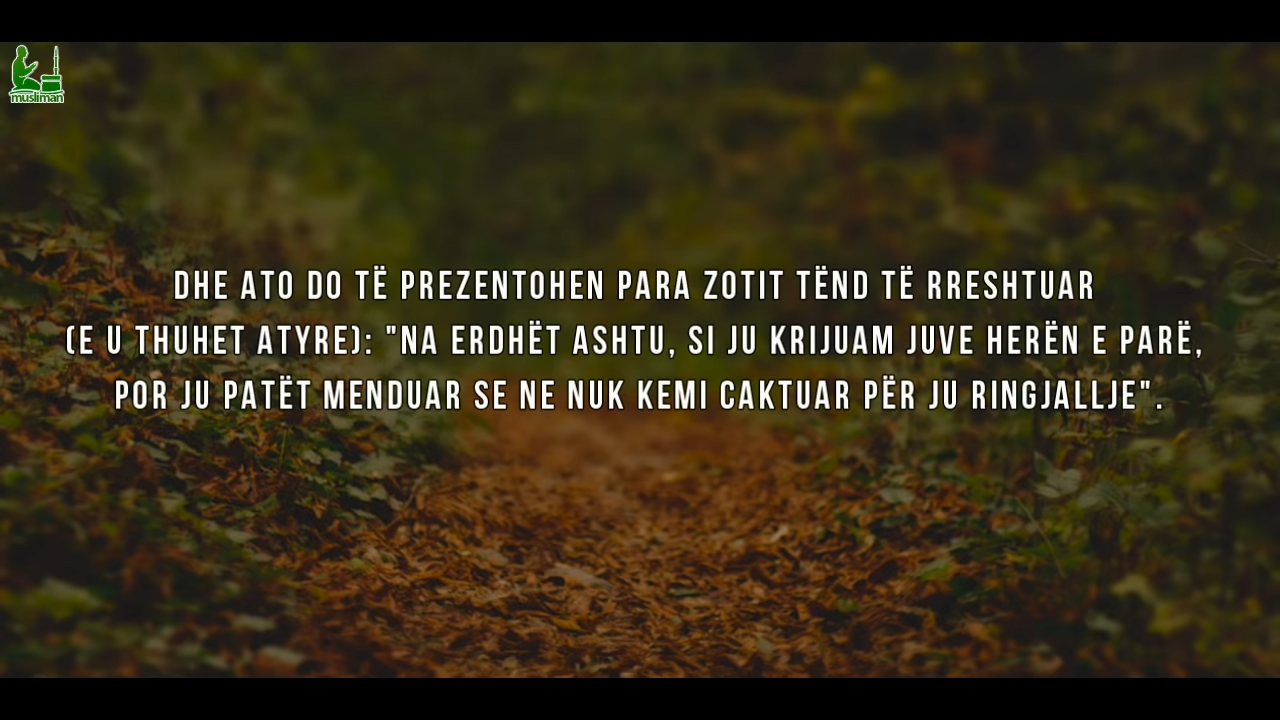 musliman
DHE ATO DO TË PREZENTOHEN PARA ZOTIT TËND TË RRESHTUAR
(E U THUHET ATYRE): "NA ERDHËT ASHTU, SI JU KRIJUAM JUVE HERËN E PARË,
POR JU PATËT MENDUAR SE NE NUK KEMI CAKTUAR PËR JU RINGJALLJE".